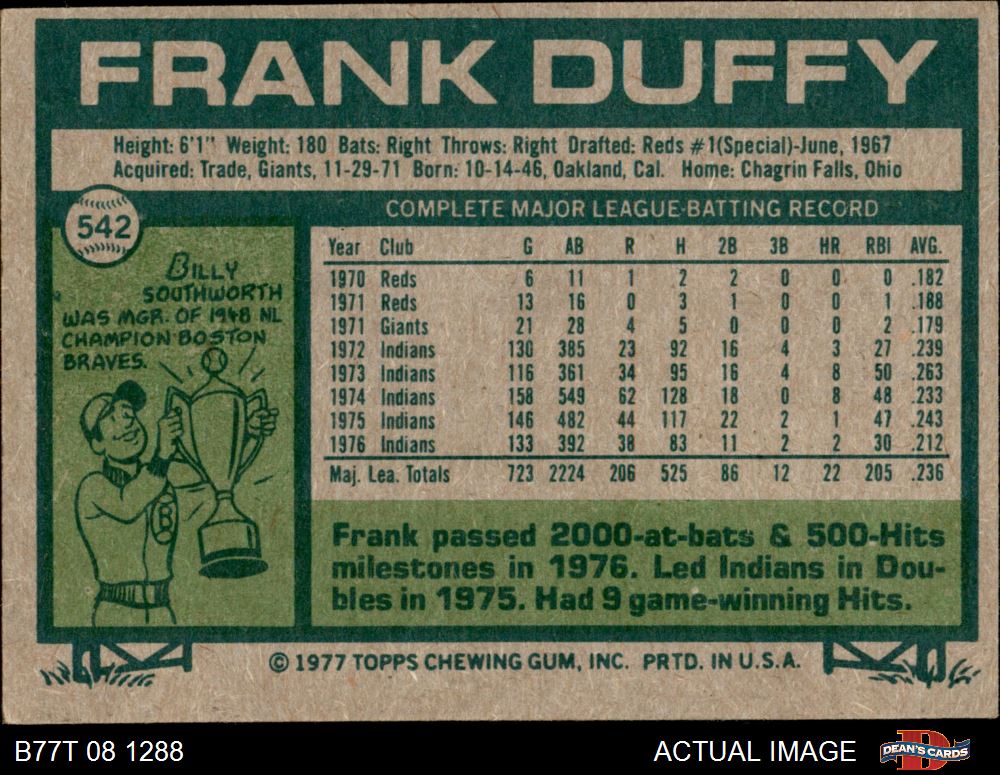 FRANK DUFFY
Height: 6'1" Weight: 180 Bats: Right Throws: Right Drafted: Reds #1(Special)-June, 1967
Acquired: Trade, Giants, 11-29-71 Born: 10-14-46, Oakland, Cal. Home: Chagrin Falls, Ohio
542
BILLY
SOUTHWORTH
WAS MGR. OF 1948 NL
CHAMPION BOSTON
BRAVES.
B
COMPLETE MAJOR LEAGUE BATTING RECORD
Year Club G AB R H 2B 3B HR RBI AVG.
1970 Reds 6 11 1 2 2 0 0 0 .182
1971 Reds 13 16 0 3 1 0 0 1 .188
1971 Giants 21 28 4 5 0 0 0 2 .179
1972 Indians 130 385 23 92 16 4 3 27 .239
1973 Indians 116 361 34 95 16 4 8 50 .263
1974 Indians 158 549 62 128 18 0 8 48 .233
1975 Indians 146 482 44 117 22 2 1 47 .243
1976 Indians 133 392 38 83 11 2 2 30 .212
Maj. Lea. Totals 723 2224 206 525 86 12 22 205 .236
Frank passed 2000-at-bats & 500-Hits
milestones in 1976. Led Indians in Dou-
bles in 1975. Had 9 game-winning Hits.
© 1977 TOPPS CHEWING GUM, INC. PRTD. IN U.S.A.
B77T 08 1288 ACTUAL IMAGE D DEAN'S CARDS